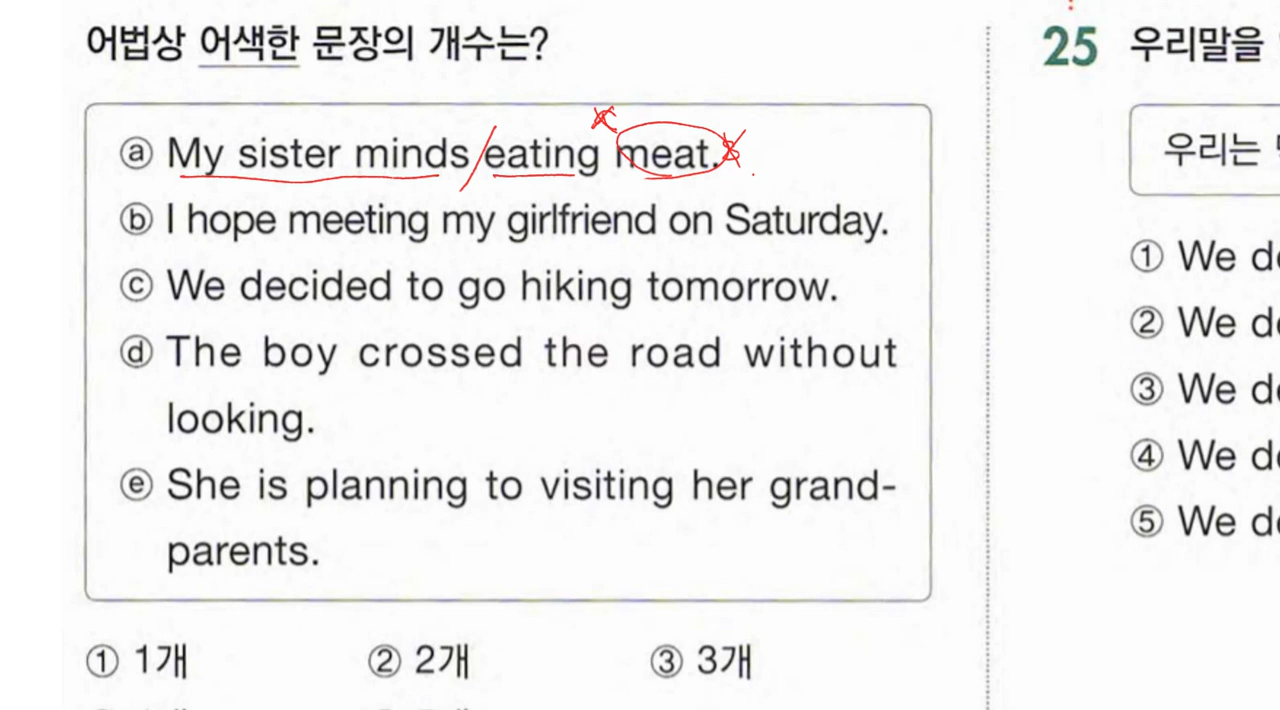 어법상 어색한 문장의 개수는?
ⓐ My sister minds eating meat.
ⓑ I hope meeting my girlfriend on Saturday.
ⓒ We decided to go hiking tomorrow.
ⓓ The boy crossed the road without
looking.
ⓔ She is planning to visiting her grand-
parents.
① 1개 ② 2개 ③ 3개
25 우리말을
우리는
① We
② We
③ We
④ We
⑤ We